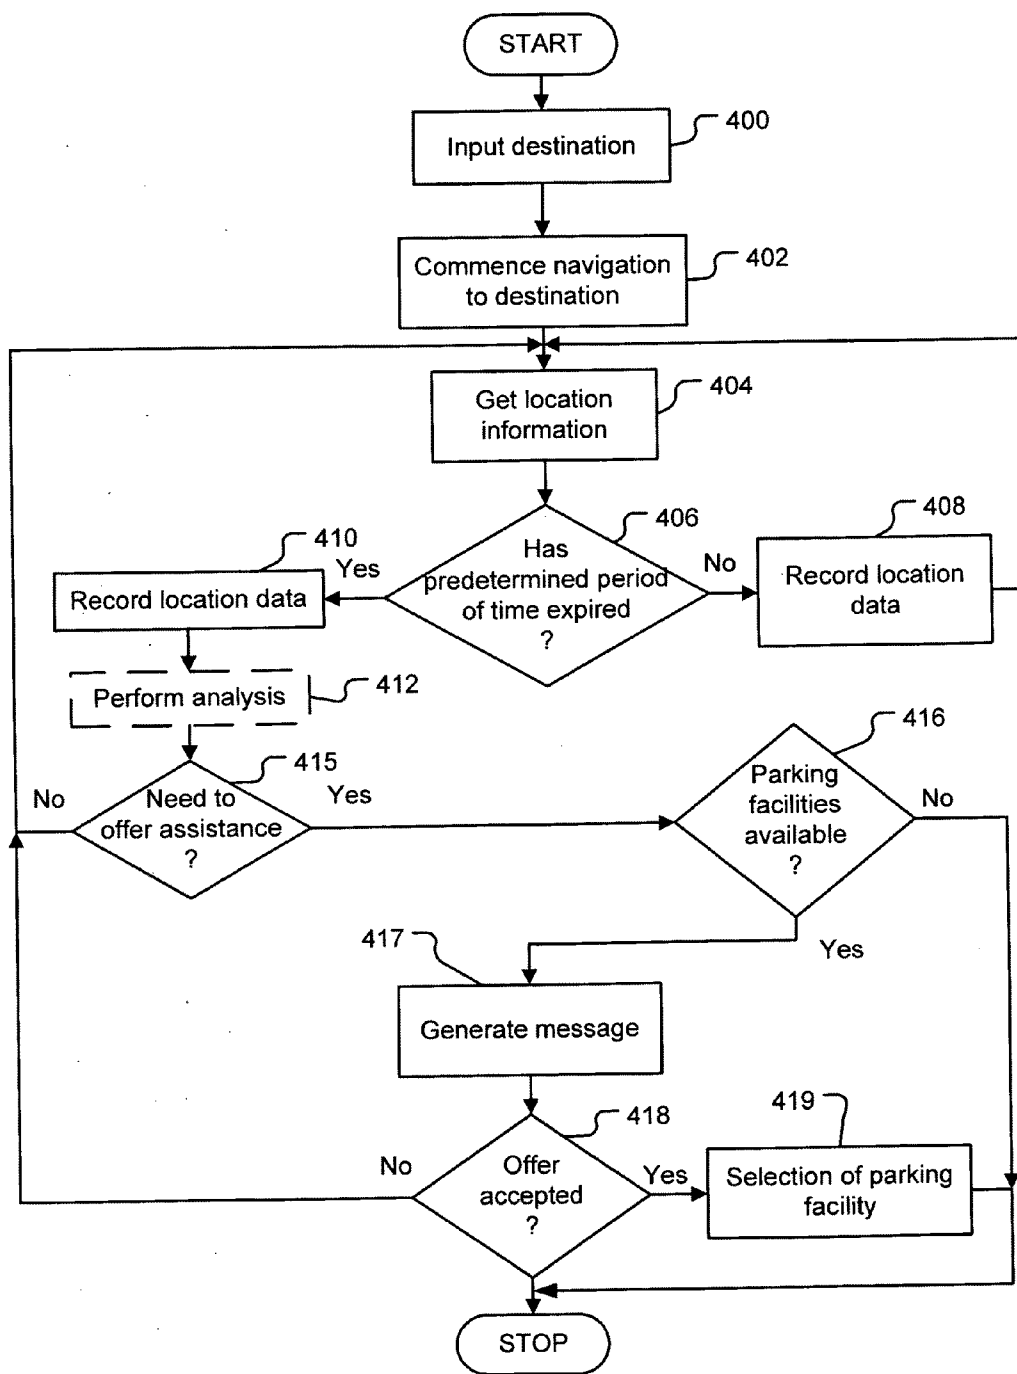 START
Input destination
400
Commence navigation
to destination
402
Get location
information
404
Has
predetermined period
of time expired
?
406
Yes
No
Record location data
410
Record location
data
408
Perform analysis
412
Need to
offer assistance
?
415
No
Yes
Parking
facilities
available
?
416
No
Yes
417
Generate message
Offer
accepted
?
418
No
Yes
419
Selection of parking
facility
STOP